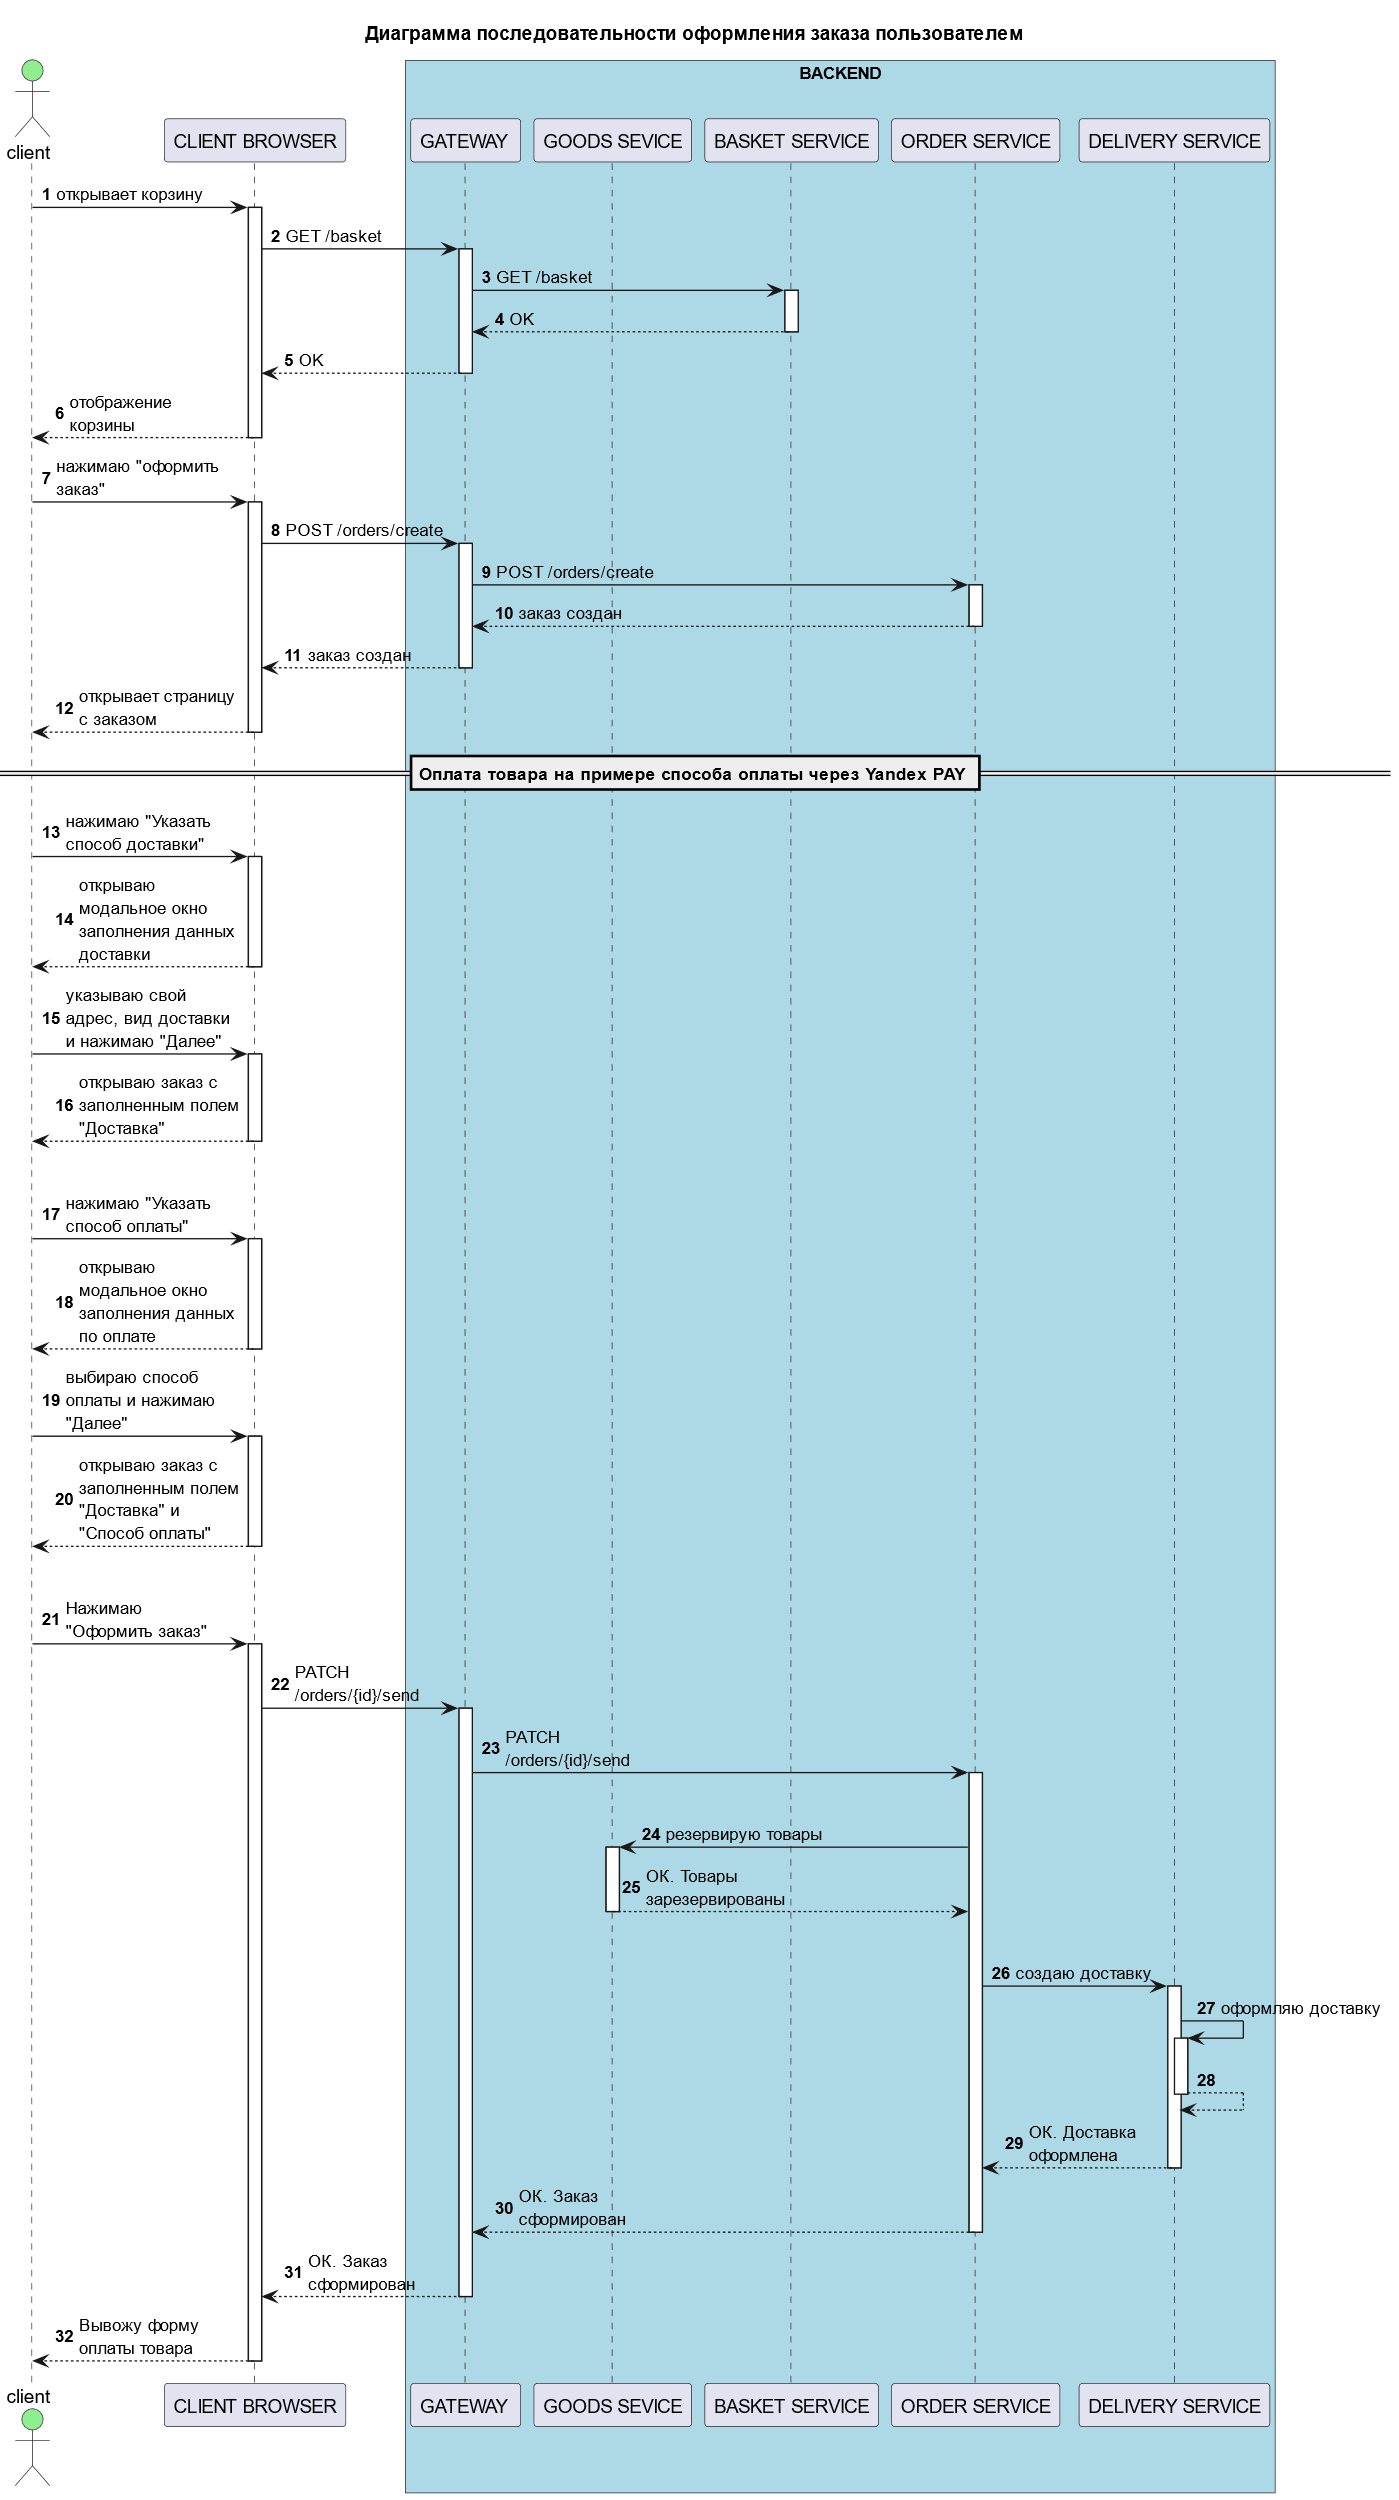 Диаграмма последовательности оформления заказа пользователем
BACKEND
client
CLIENT BROWSER
GATEWAY
GOODS SEVICE
BASKET SERVICE
ORDER SERVICE
DELIVERY SERVICE
1 открывает корзину
2 GET /basket
3 GET /basket
4 OK
5 OK
6 отображение
корзины
7 нажимаю "оформить
заказ"
8 POST /orders/create
9 POST /orders/create
10 заказ создан
11 заказ создан
12 открывает страницу
с заказом
Оплата товара на примере способа оплаты через Yandex PAY
13 нажимаю "Указать
способ доставки"
14 открываю
модальное окно
заполнения данных
доставки
15 указываю свой
адрес, вид доставки
и нажимаю "Далее"
16 открываю заказ с
заполненным полем
"Доставка"
17 нажимаю "Указать
способ оплаты"
18 открываю
модальное окно
заполнения данных
по оплате
19 выбираю способ
оплаты и нажимаю
"Далее"
20 открываю заказ с
заполненным полем
"Доставка" и
"Способ оплаты"
21 Нажимаю
"Оформить заказ"
22 PATCH
/orders/{id}/send
23 PATCH
/orders/{id}/send
24 резервирую товары
25 ОК. Товары
зарезервированы
26 создаю доставку
27 оформляю доставку
28
29 ОК. Доставка
оформлена
30 ОК. Заказ
сформирован
31 ОК. Заказ
сформирован
32 Вывожу форму
оплаты товара
client
CLIENT BROWSER
GATEWAY
GOODS SEVICE
BASKET SERVICE
ORDER SERVICE
DELIVERY SERVICE